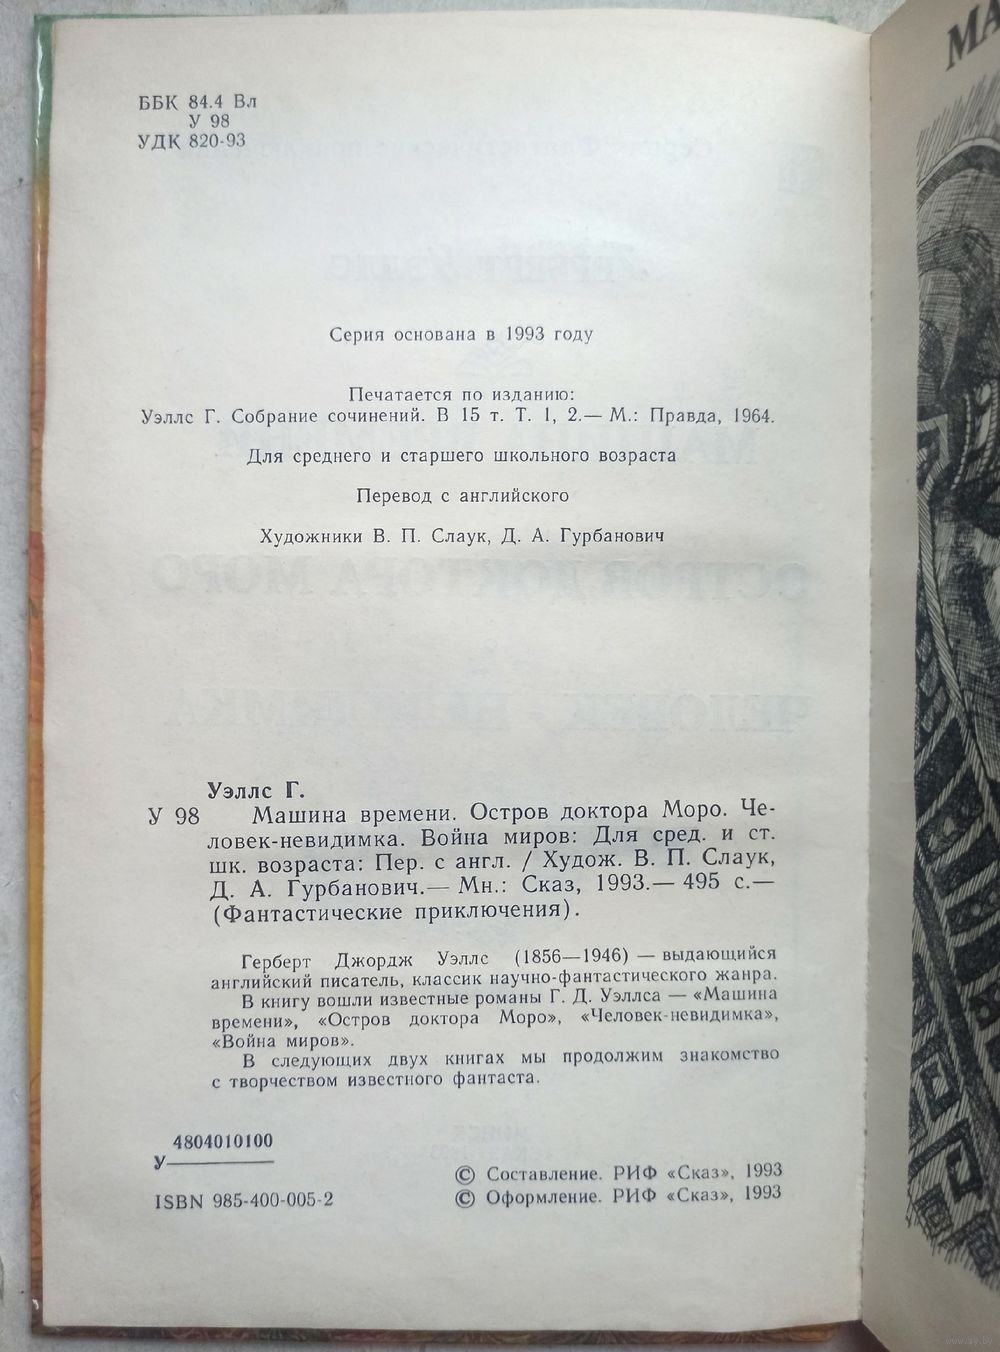 ББК 84.4 Вл
У 98
УДК 820-93
Серия основана в 1993 году
Печатается по изданию:
Уэллс Г. Собрание сочинений. В 15 т. Т. 1, 2.— М.: Правда, 1964.
Для среднего и старшего школьного возраста
Перевод с английского
Художники В. П. Слаук, Д. А. Гурбанович
Уэллс Г.
У 98 Машина времени. Остров доктора Моро. Че-
ловек-невидимка. Война миров: Для сред. и ст.
шк. возраста: Пер. с англ. / Худож. В. П. Слаук,
Д. А. Гурбанович.— Мн.: Сказ, 1993.— 495 с.—
(Фантастические приключения).
Герберт Джордж Уэллс (1856—1946) — выдающийся
английский писатель, классик научно-фантастического жанра.
В книгу вошли известные романы Г. Д. Уэллса — «Машина
времени», «Остров доктора Моро», «Человек-невидимка»,
«Война миров».
В следующих двух книгах мы продолжим знакомство
с творчеством известного фантаста.
4804010100
У
ISBN 985-400-005-2
© Составление. РИФ «Сказ», 1993
© Оформление. РИФ «Сказ», 1993
МА